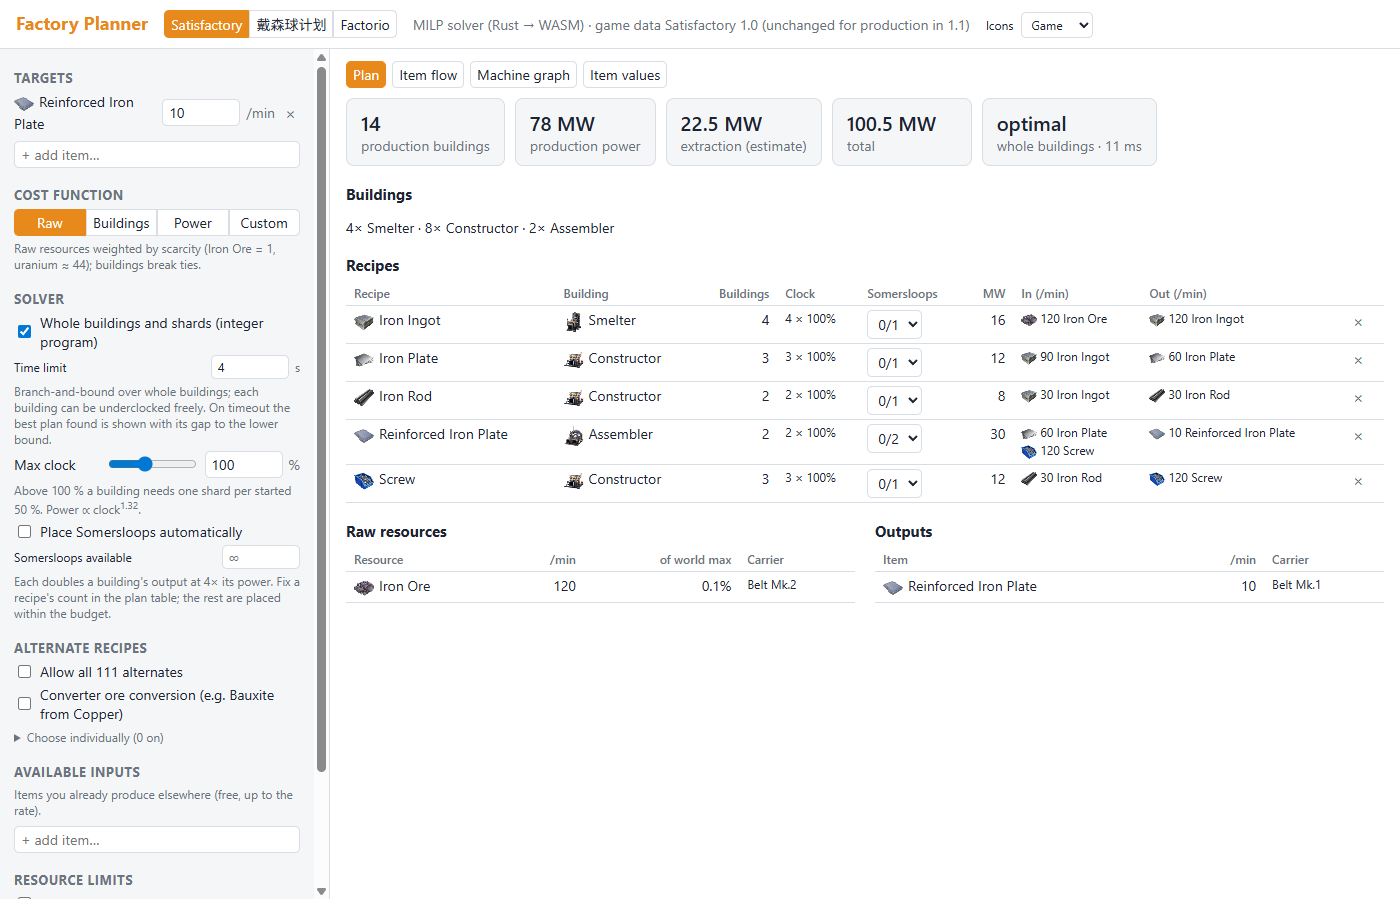 Factory Planner
Satisfactory 戴森球计划 Factorio
MILP solver (Rust → WASM) · game data Satisfactory 1.0 (unchanged for production in 1.1)
Icons Game
TARGETS
Reinforced Iron Plate 10 /min ×
+ add item...
COST FUNCTION
Raw Buildings Power Custom
Raw resources weighted by scarcity (Iron Ore = 1,
uranium ≈ 44); buildings break ties.
SOLVER
Whole buildings and shards (integer
program)
Time limit 4 s
Branch-and-bound over whole buildings; each
building can be underclocked freely. On timeout the
best plan found is shown with its gap to the lower
bound.
Max clock 100 %
Above 100 % a building needs one shard per started
50 %. Power ∝ clock^1.32.
Place Somersloops automatically
Somersloops available ∞
Each doubles a building's output at 4× its power. Fix a
recipe's count in the plan table; the rest are placed
within the budget.
ALTERNATE RECIPES
Allow all 111 alternates
Converter ore conversion (e.g. Bauxite
from Copper)
Choose individually (0 on)
AVAILABLE INPUTS
Items you already produce elsewhere (free, up to the
rate).
+ add item...
RESOURCE LIMITS
Plan Item flow Machine graph Item values
14
production buildings
78 MW
production power
22.5 MW
extraction (estimate)
100.5 MW
total
optimal
whole buildings · 11 ms
Buildings
4× Smelter · 8× Constructor · 2× Assembler
Recipes
Recipe Building Buildings Clock Somersloops MW In (/min) Out (/min)
Iron Ingot Smelter 4 4 × 100% 0/1 16 120 Iron Ore 120 Iron Ingot ×
Iron Plate Constructor 3 3 × 100% 0/1 12 90 Iron Ingot 60 Iron Plate ×
Iron Rod Constructor 2 2 × 100% 0/1 8 30 Iron Ingot 30 Iron Rod ×
Reinforced Iron Plate Assembler 2 2 × 100% 0/2 30 60 Iron Plate 10 Reinforced Iron Plate ×
120 Screw
Screw Constructor 3 3 × 100% 0/1 12 30 Iron Rod 120 Screw ×
Raw resources
Resource /min of world max Carrier
Iron Ore 120 0.1% Belt Mk.2
Outputs
Item /min Carrier
Reinforced Iron Plate 10 Belt Mk.1